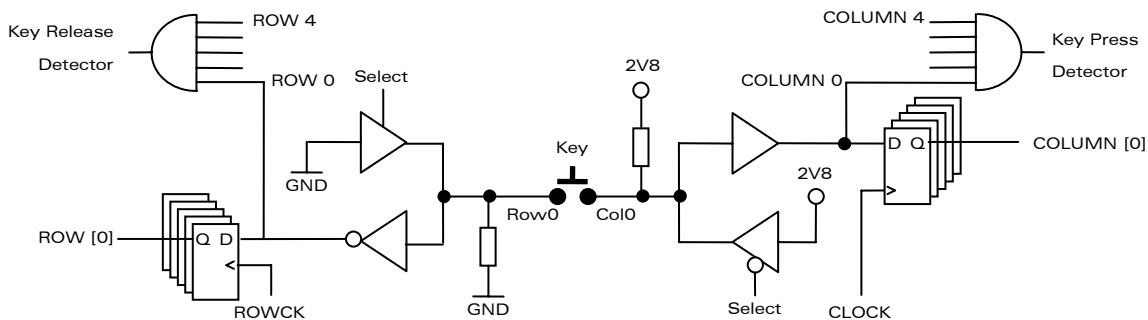 ROW 4
COLUMN 4
Key Release
Detector
Key Press
Detector
ROW 0
Select
2V8
COLUMN 0
Key
D Q
COLUMN [0]
GND
2V8
Row0
Col0
ROW [0]
Q D
GND
Select
ROWCK
CLOCK